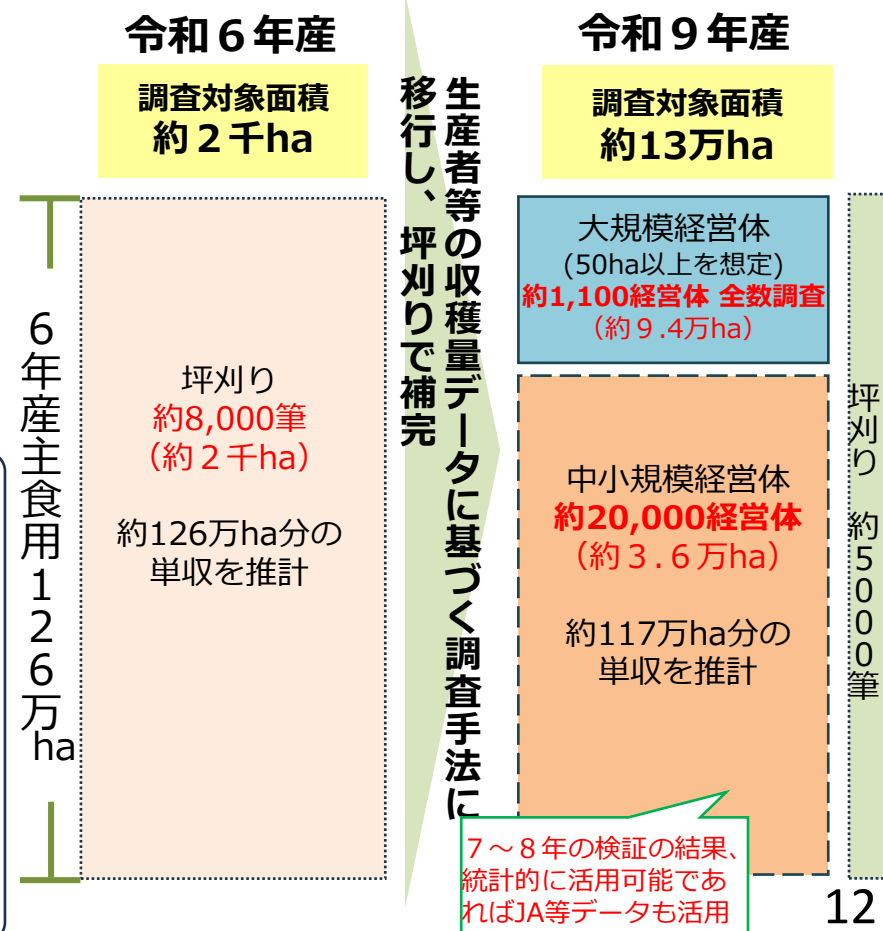 令和６年産
調査対象面積
約２千ha
６年産主食用１２６万ha
坪刈り
約8,000筆
（約２千ha）
約126万ha分の
単収を推計
生産者等の収穫量データに基づく調査手法に
移行し、坪刈りで補完
令和９年産
調査対象面積
約13万ha
大規模経営体
(50ha以上を想定)
約1,100経営体 全数調査
（約９.4万ha）
中小規模経営体
約20,000経営体
（約３.６万ha）
約117万ha分の
単収を推計
７～８年の検証の結果、
統計的に活用可能であ
ればJA等データも活用
坪刈り　約５０００筆
12